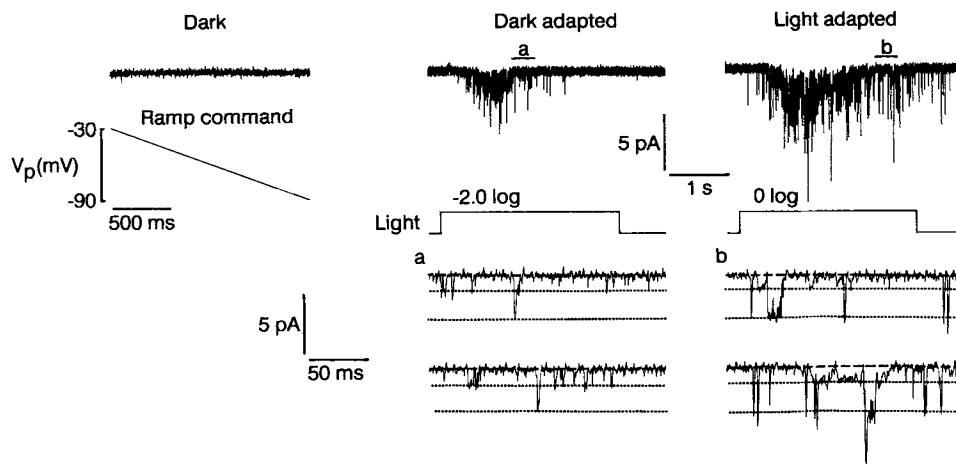 Dark
Dark adapted
Light adapted
a
b
Ramp command
-30
Vp(mV)
-90
500 ms
5 pA
1 s
-2.0 log
0 log
Light
a
b
5 pA
50 ms